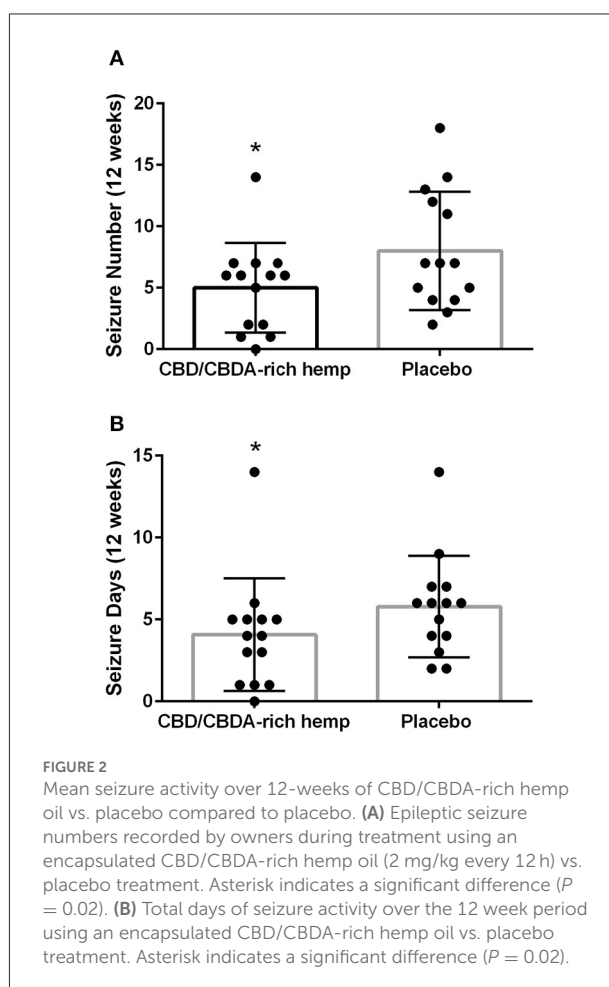 A
Seizure Number (12 weeks)
20
15
10
5
0
*
CBD/CBDA-rich hemp Placebo
B
Seizure Days (12 weeks)
15
10
5
0
*
CBD/CBDA-rich hemp Placebo
FIGURE 2
Mean seizure activity over 12-weeks of CBD/CBDA-rich hemp
oil vs. placebo compared to placebo. (A) Epileptic seizure
numbers recorded by owners during treatment using an
encapsulated CBD/CBDA-rich hemp oil (2 mg/kg every 12 h) vs.
placebo treatment. Asterisk indicates a significant difference (P
= 0.02). (B) Total days of seizure activity over the 12 week period
using an encapsulated CBD/CBDA-rich hemp oil vs. placebo
treatment. Asterisk indicates a significant difference (P = 0.02).